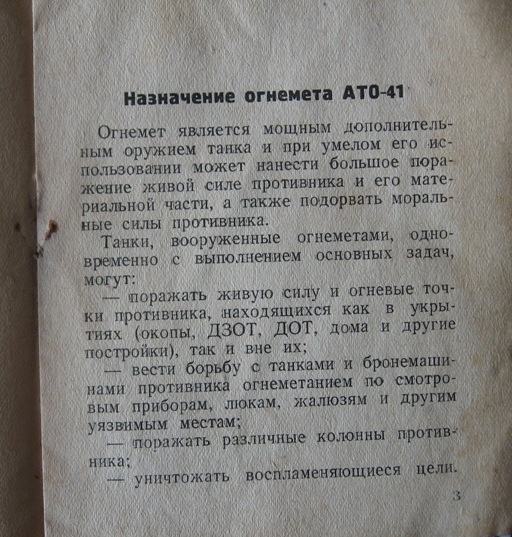 Назначение огнемета АТО-41
Огнемет является мощным дополнитель-
ным оружием танка и при умелом его ис-
пользовании может нанести большое пора-
жение живой силе противника и его мате-
риальной части, а также подорвать мораль-
ные силы противника.
Танки, вооруженные огнеметами, одно-
временно с выполнением основных задач,
могут:
— поражать живую силу и огневые точ-
ки противника, находящихся как в укры-
тиях (окопы, ДЗОТ, ДОТ, дома и другие
постройки), так и вне их;
— вести борьбу с танками и бронемаши-
нами противника огнеметанием по смотро-
вым приборам, люкам, жалюзям и другим
уязвимым местам;
— поражать различные колонны против-
ника;
— уничтожать воспламеняющиеся цели.
3